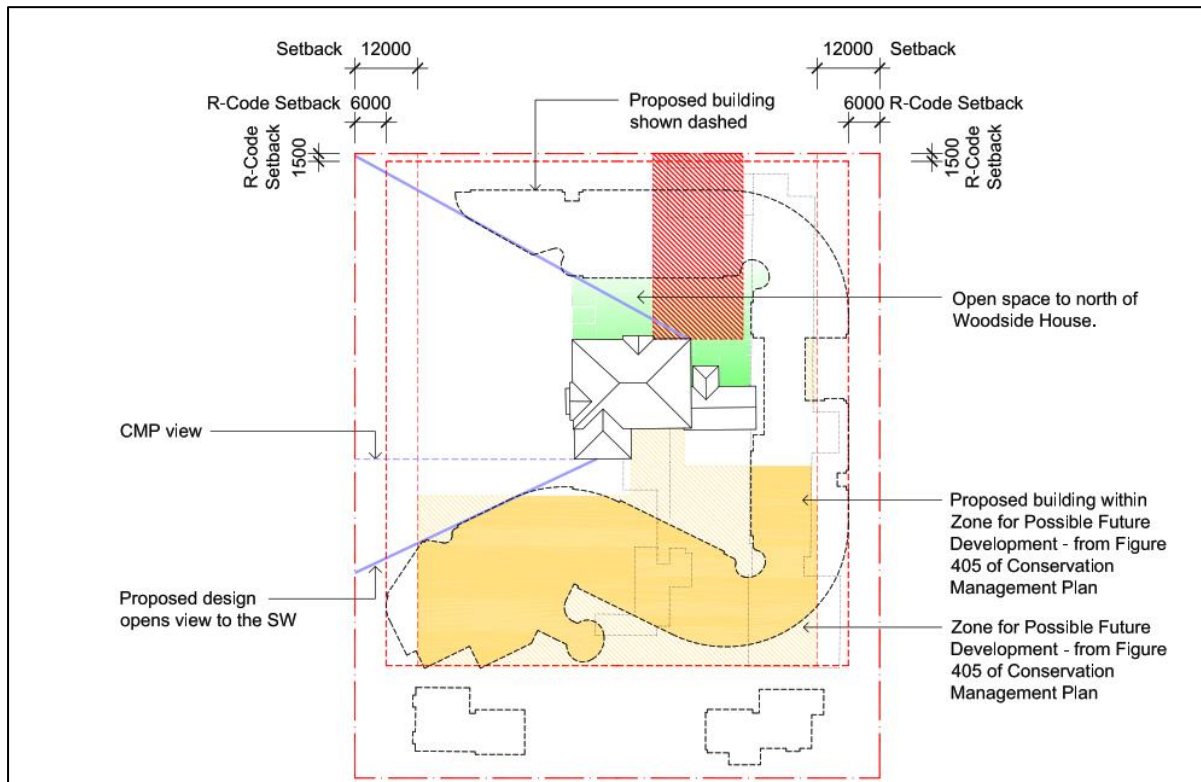 Setback 12000
12000 Setback
R-Code Setback 6000
6000 R-Code Setback
R-Code
Setback
1500
1500
R-Code
Setback
Proposed building
shown dashed
Open space to north of
Woodside House.
CMP view
Proposed building within
Zone for Possible Future
Development - from Figure
405 of Conservation
Management Plan
Proposed design
opens view to the SW
Zone for Possible Future
Development - from Figure
405 of Conservation
Management Plan